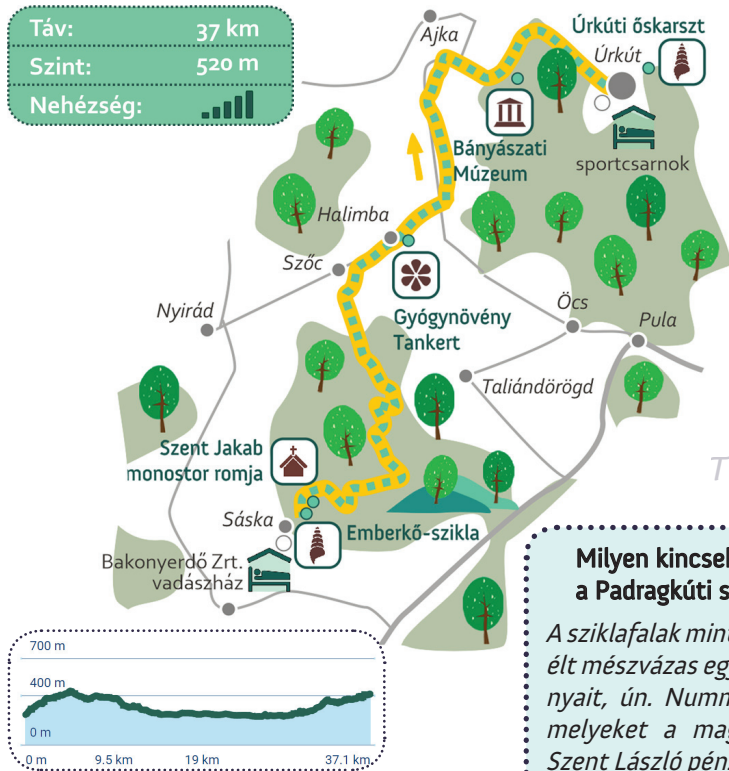 Táv: 37 km
Szint: 520 m
Nehézség:
Ajka
Úrkúti őskarszt
Úrkút
Bányászati
Múzeum
sportcsarnok
Halimba
Szőc
Gyógynövény
Tankert
Nyirád
Öcs
Pula
Taliándörögd
Szent Jakab
monostor romja
T
Sáska
Emberkő-szikla
Bakonyerdő Zrt.
vadászház
700 m
400 m
0 m
0 m 9.5 km 19 km 37.1 km
Milyen kincsek
a Padragkúti s
A sziklafalak mint
élt mészvázas eg
nyait, ún. Numm
melyeket a mag
Szent László pén